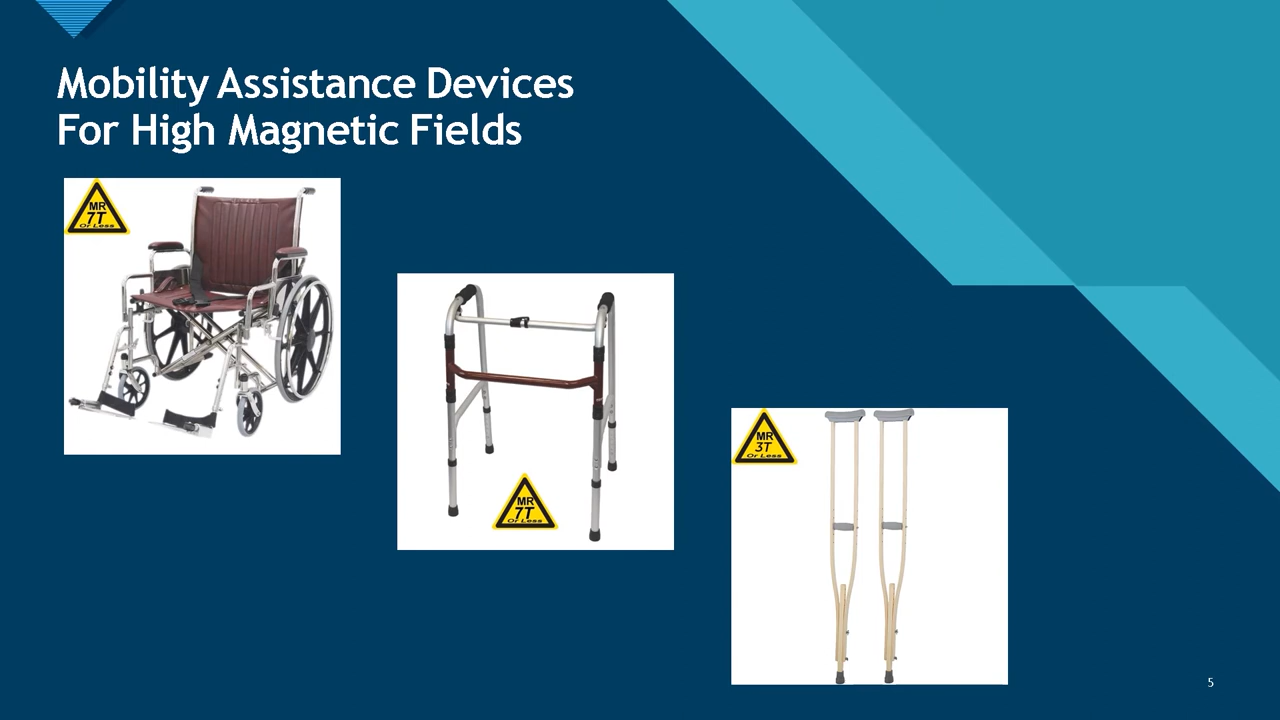 Mobility Assistance Devices
For High Magnetic Fields
MR
7T
Or Less
MR
7T
Or Less
MR
3T
Or Less
5